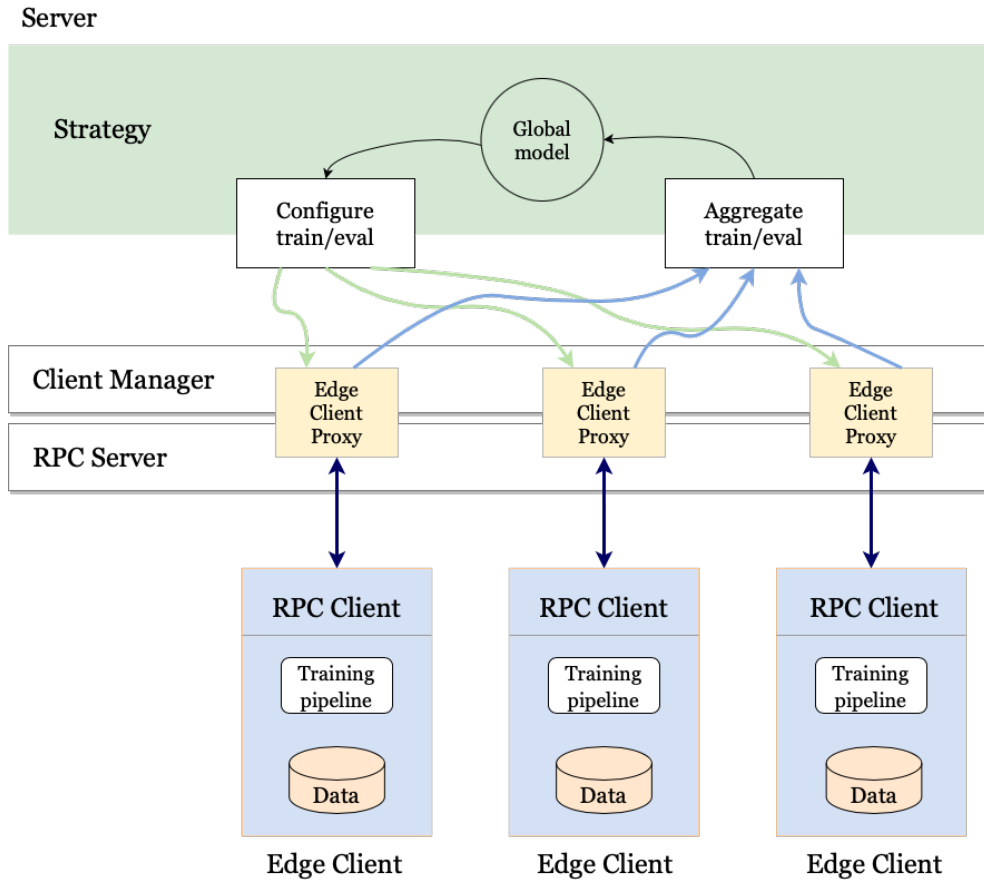 Server
Strategy
Global
model
Configure
train/eval
Aggregate
train/eval
Client Manager
Edge
Client
Proxy
Edge
Client
Proxy
Edge
Client
Proxy
RPC Server
RPC Client
RPC Client
RPC Client
Training
pipeline
Training
pipeline
Training
pipeline
Data
Data
Data
Edge Client
Edge Client
Edge Client